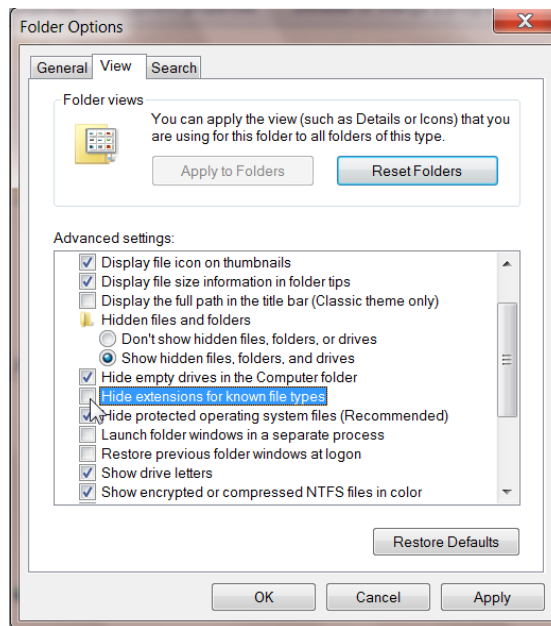 Folder Options
General View Search
Folder views
You can apply the view (such as Details or Icons) that you
are using for this folder to all folders of this type.
Apply to Folders Reset Folders
Advanced settings:
Display file icon on thumbnails
Display file size information in folder tips
Display the full path in the title bar (Classic theme only)
Hidden files and folders
Don't show hidden files, folders, or drives
Show hidden files, folders, and drives
Hide empty drives in the Computer folder
Hide extensions for known file types
Hide protected operating system files (Recommended)
Launch folder windows in a separate process
Restore previous folder windows at logon
Show drive letters
Show encrypted or compressed NTFS files in color
Restore Defaults
OK Cancel Apply